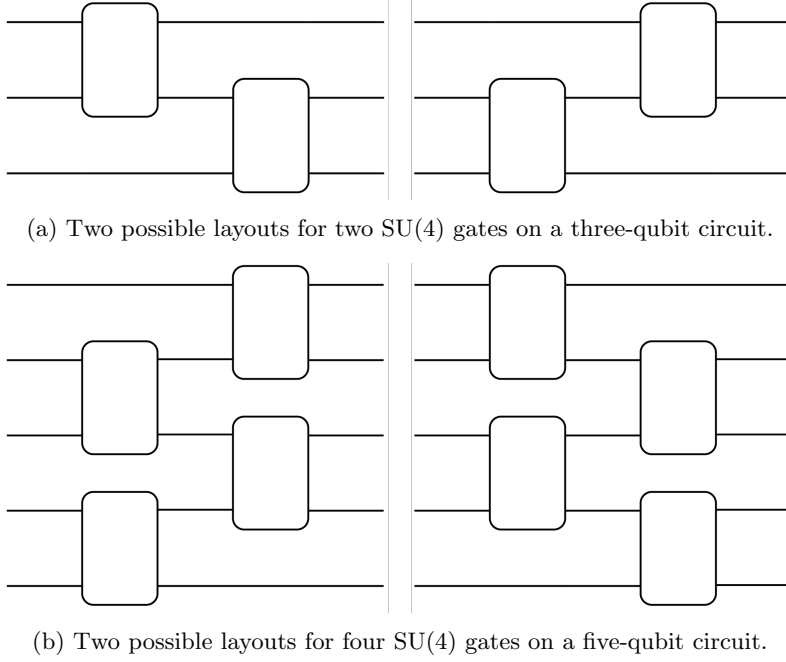 (a) Two possible layouts for two SU(4) gates on a three-qubit circuit.
(b) Two possible layouts for four SU(4) gates on a five-qubit circuit.